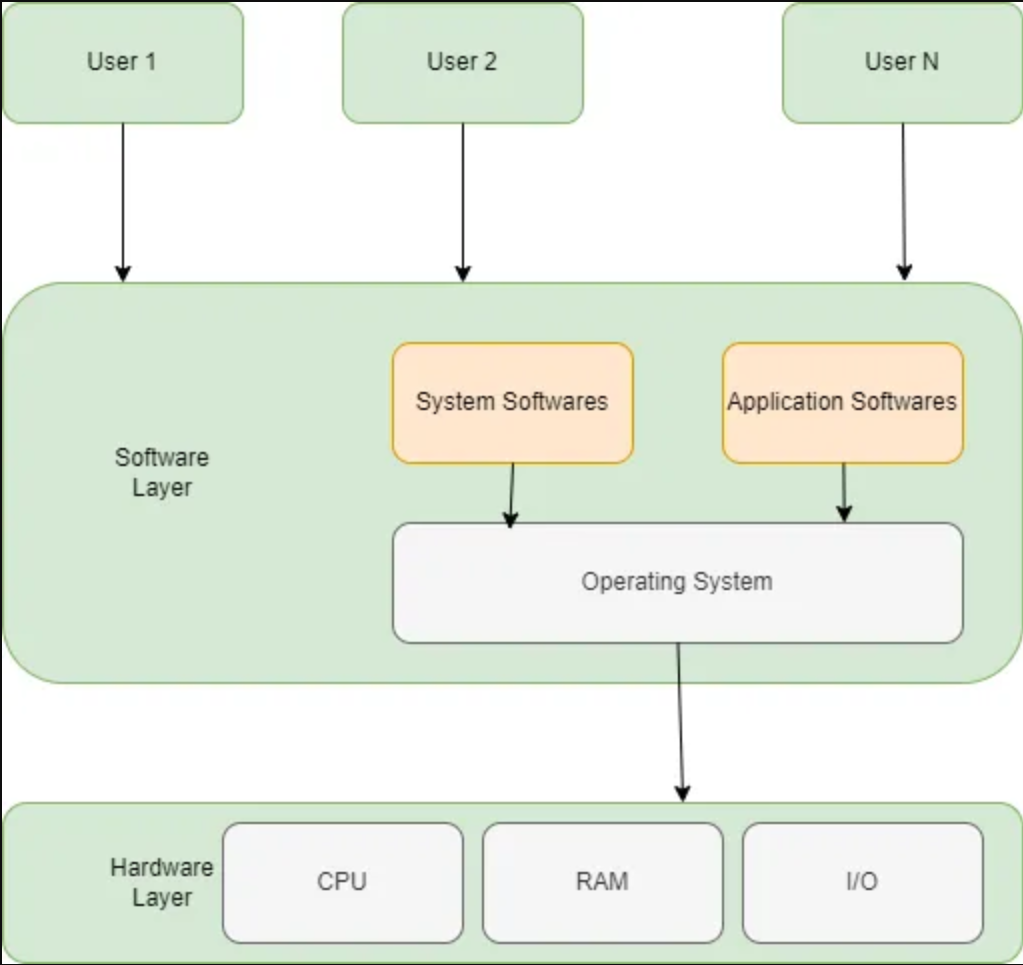 User 1
User 2
User N
System Softwares
Application Softwares
Software
Layer
Operating System
Hardware
Layer
CPU
RAM
I/O